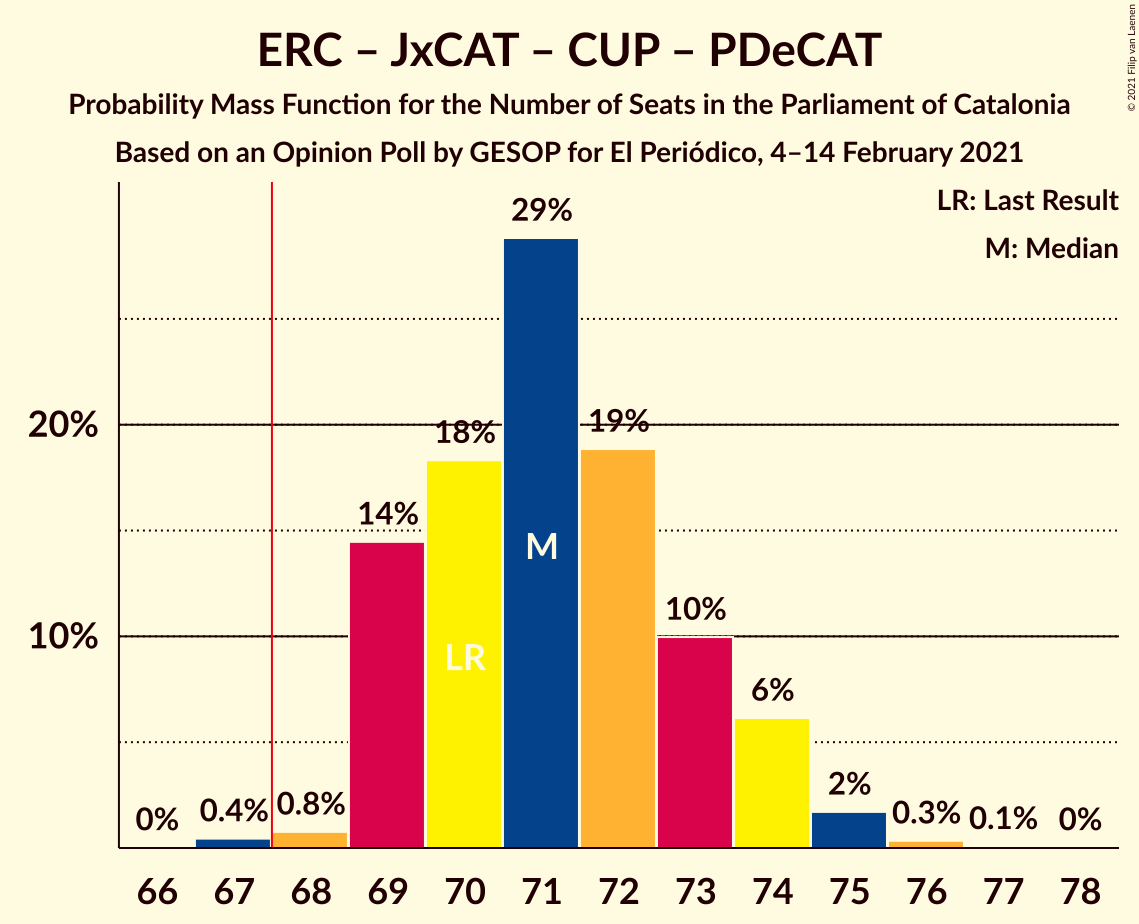 ERC – JxCAT – CUP – PDeCAT
Probability Mass Function for the Number of Seats in the Parliament of Catalonia
Based on an Opinion Poll by GESOP for El Periódico, 4–14 February 2021
© 2021 Filip van Laenen
LR: Last Result
M: Median
29%
20%
18%
19%
14%
M
10%
10%
LR
6%
2%
0%
0.4%
0.8%
0.3%
0.1%
0%
66 67 68 69 70 71 72 73 74 75 76 77 78